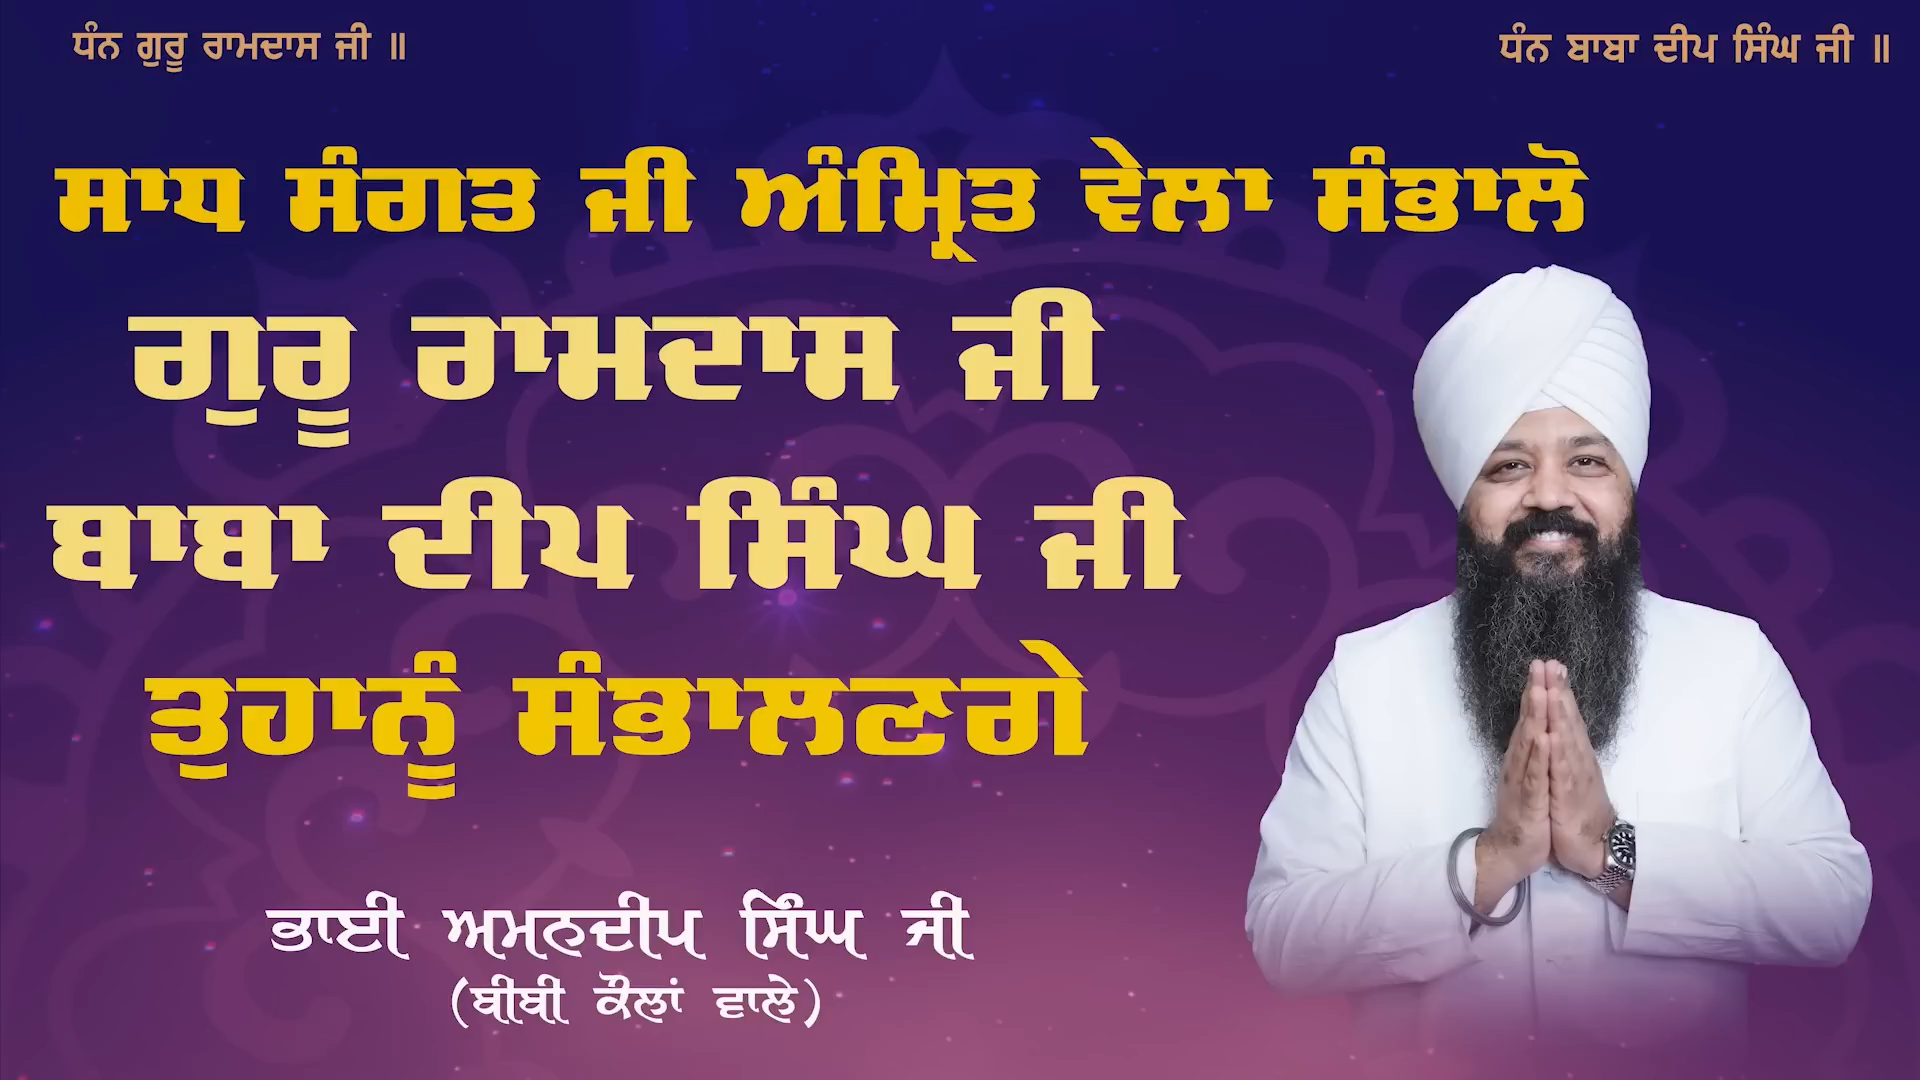 ਧੰਨ ਗੁਰੂ ਰਾਮਦਾਸ ਜੀ ॥
ਧੰਨ ਬਾਬਾ ਦੀਪ ਸਿੰਘ ਜੀ ॥
ਸਾਧ ਸੰਗਤ ਜੀ ਅੰਮ੍ਰਿਤ ਵੇਲਾ ਸੰਭਾਲੋ
ਗੁਰੂ ਰਾਮਦਾਸ ਜੀ
ਬਾਬਾ ਦੀਪ ਸਿੰਘ ਜੀ
ਤੁਹਾਨੂੰ ਸੰਭਾਲਣਗੇ
ਭਾਈ ਅਮਨਦੀਪ ਸਿੰਘ ਜੀ
(ਬੀਬੀ ਕੌਲਾਂ ਵਾਲੇ)